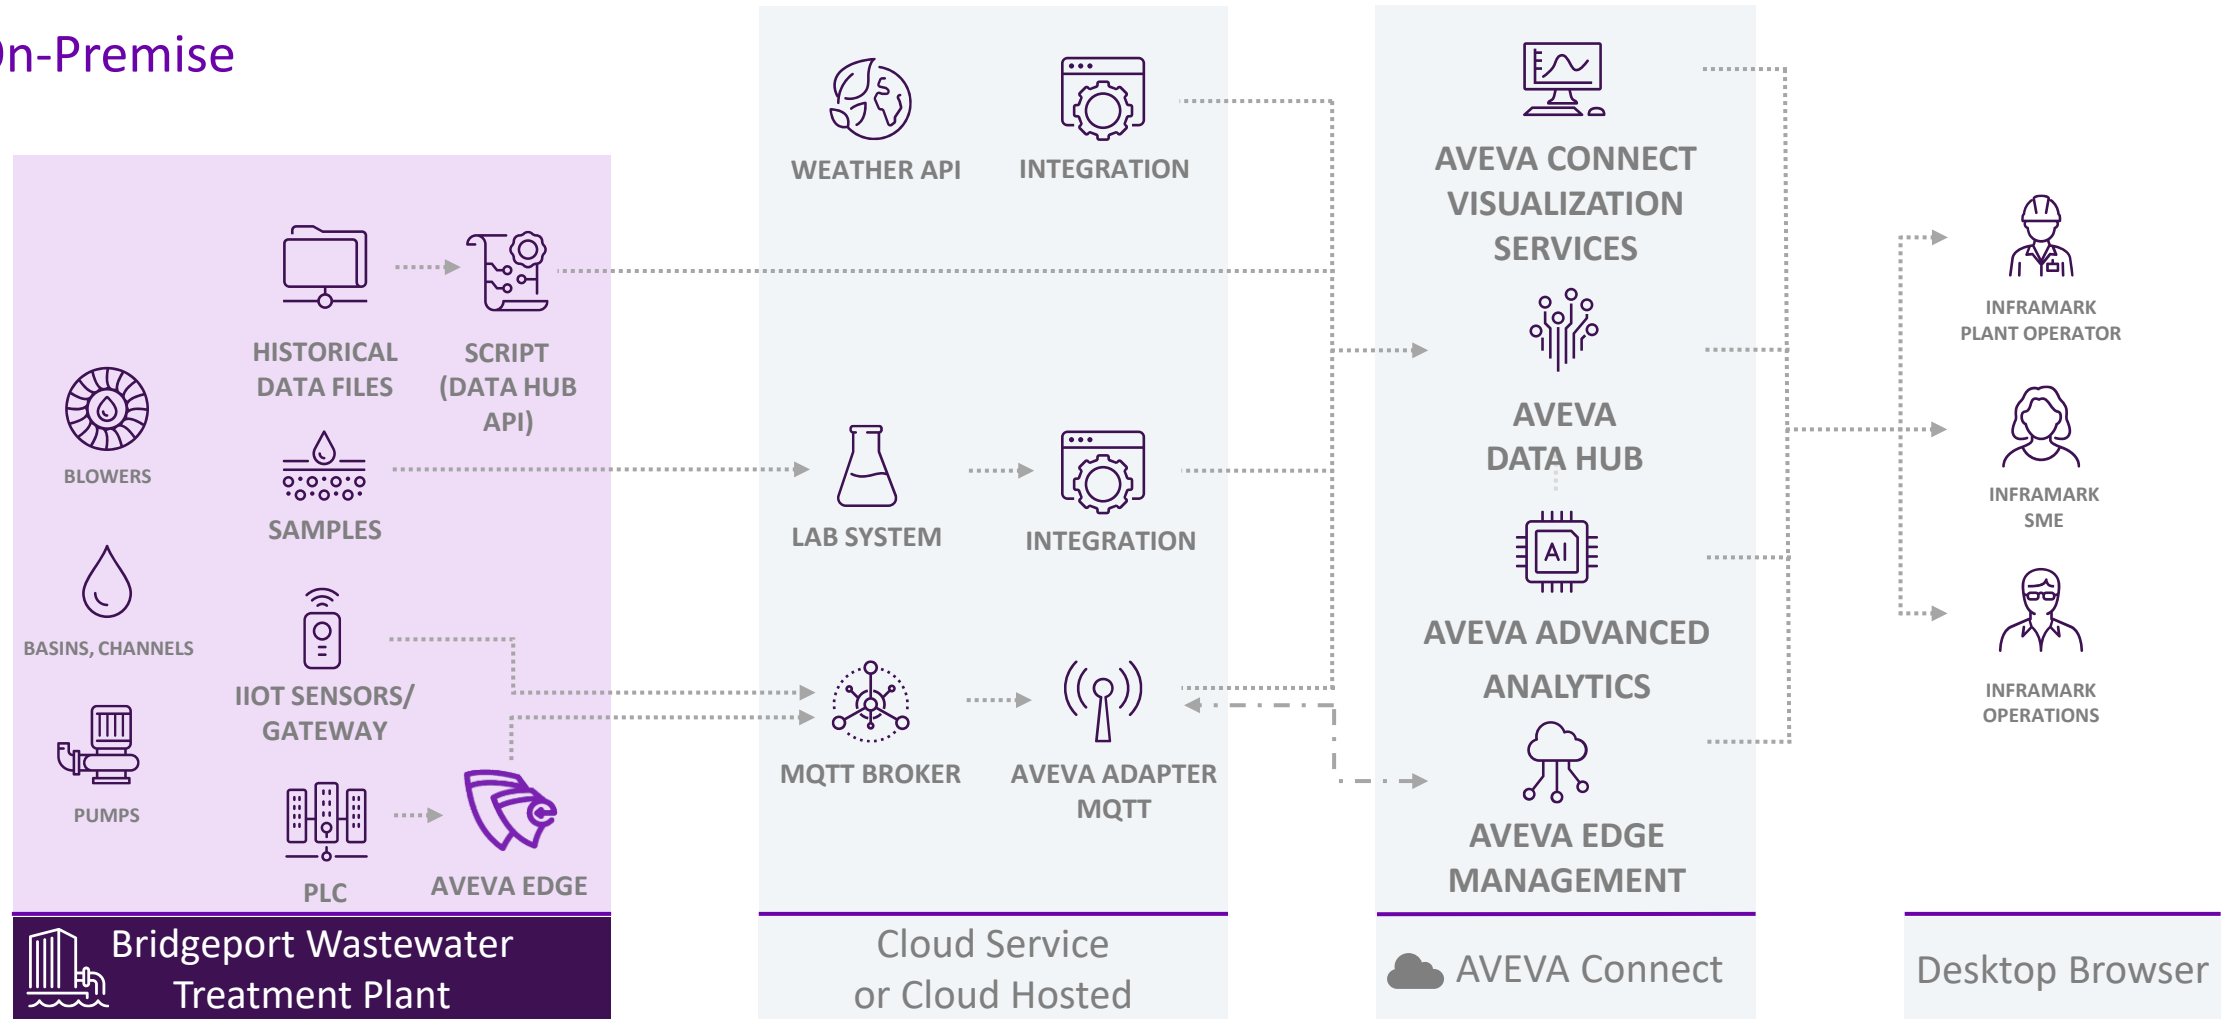 On-Premise
HISTORICAL
DATA FILES
SCRIPT
(DATA HUB
API)
BLOWERS
SAMPLES
BASINS, CHANNELS
IIOT SENSORS/
GATEWAY
PUMPS
PLC
AVEVA EDGE
Bridgeport Wastewater
Treatment Plant
WEATHER API
INTEGRATION
LAB SYSTEM
INTEGRATION
MQTT BROKER
AVEVA ADAPTER
MQTT
Cloud Service
or Cloud Hosted
AVEVA CONNECT
VISUALIZATION
SERVICES
AVEVA
DATA HUB
AI
AVEVA ADVANCED
ANALYTICS
AVEVA EDGE
MANAGEMENT
AVEVA Connect
INFRAMARK
PLANT OPERATOR
INFRAMARK
SME
INFRAMARK
OPERATIONS
Desktop Browser